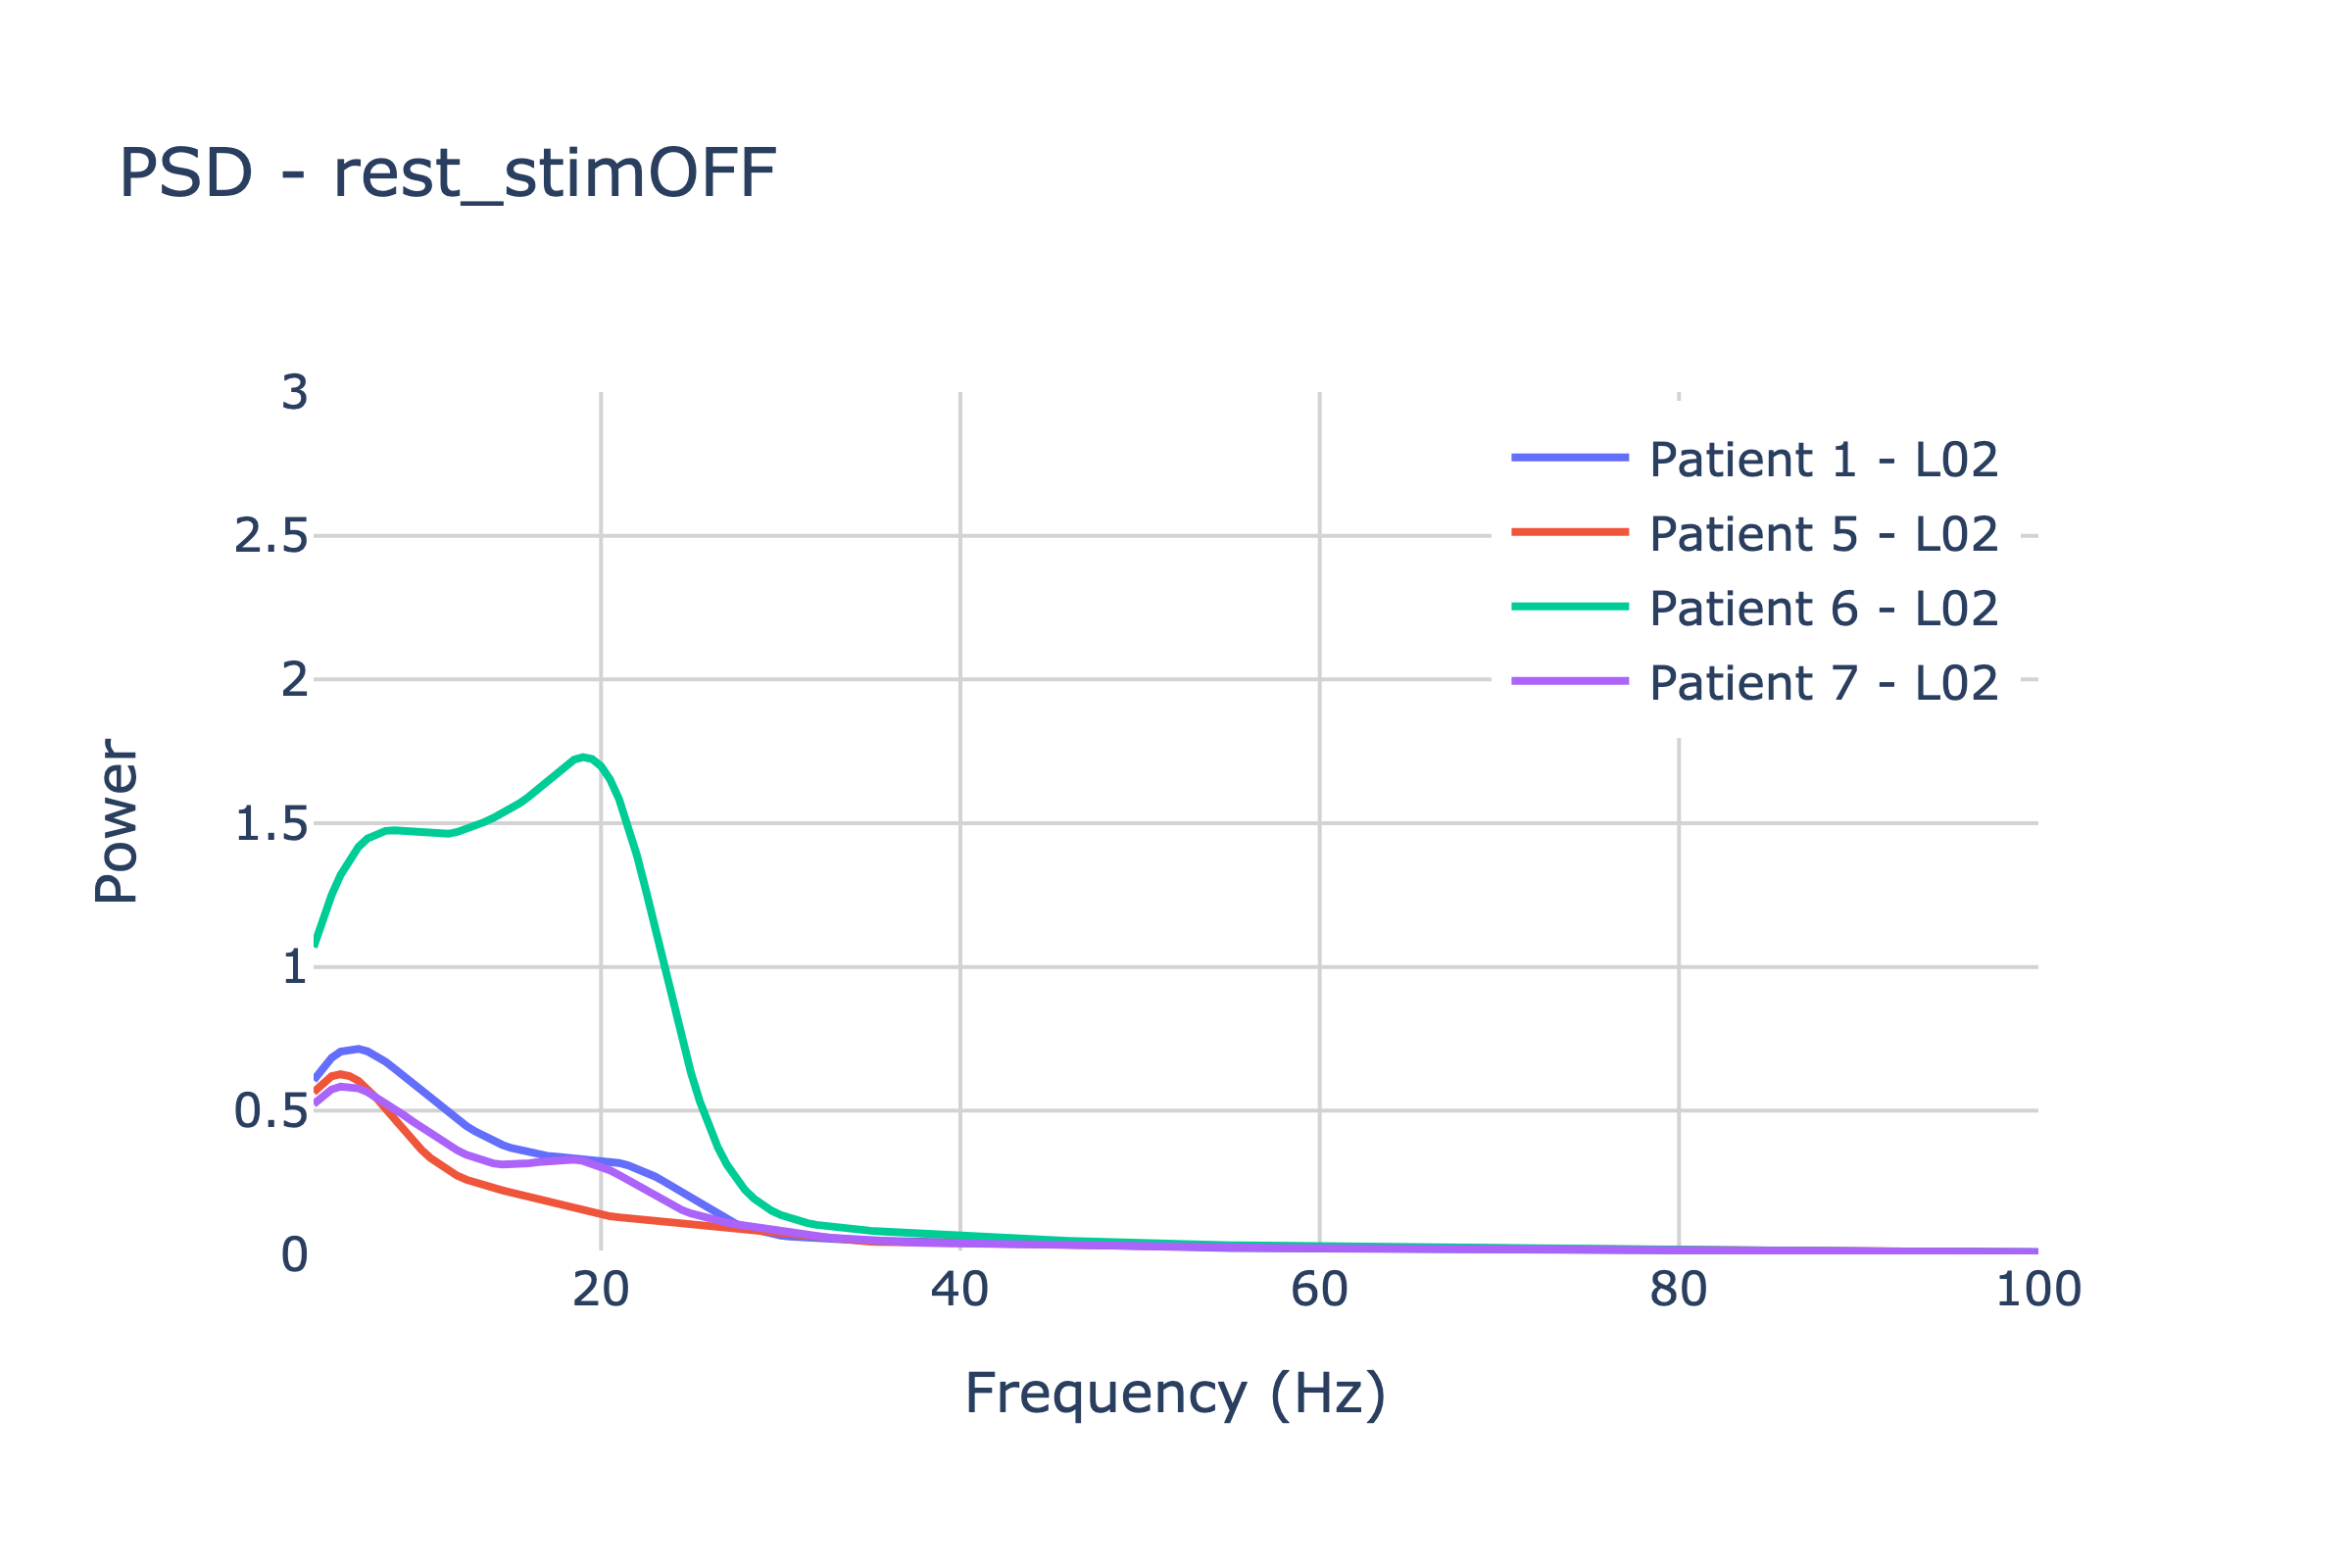 PSD - rest_stimOFF
3
2.5
2
1.5
1
0.5
0
Power
Patient 1 - L02
Patient 5 - L02
Patient 6 - L02
Patient 7 - L02
20 40 60 80 100
Frequency (Hz)